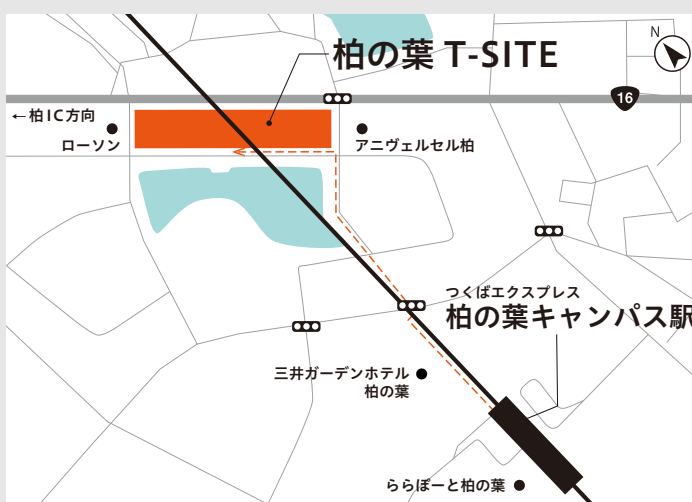 柏の葉 T-SITE
N
16
←柏IC方向
ローソン
アニヴェルセル柏
つくばエクスプレス
柏の葉キャンパス駅
三井ガーデンホテル
柏の葉
ららぽーと柏の葉